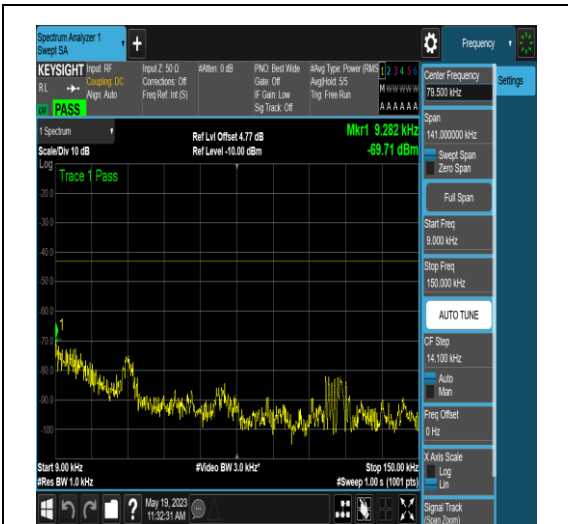 Spectrum Analyzer 1
Swept SA
Frequency
KEYSIGHT
RL
PASS
Input: RF
Coupling: DC
Align: Auto
Input Z: 50 Ω
Corrections: Off
Freq Ref: Int (S)
#Atten: 0 dB
PNO: Best Wide
Gate: Off
IF Gain: Low
Sig Track: Off
#Avg Type: Power (RMS
Avg|Hold: 5/5
Trig: Free Run
1 2 3 4 5 6
M W W W W W
A A A A A A
1 Spectrum
Scale/Div 10 dB
Ref Lvl Offset 4.77 dB
Ref Level -10.00 dBm
Mkr1 9.282 kHz
-69.71 dBm
Log
Trace 1 Pass
-20.0
-30.0
-40.0
-50.0
-60.0
-70.0
-80.0
-90.0
-100
1
Start 9.00 kHz
#Res BW 1.0 kHz
#Video BW 3.0 kHz*
Stop 150.00 kHz
#Sweep 1.00 s (1001 pts)
May 19, 2023
11:32:31 AM
?
Center Frequency
79.500 kHz
Settings
Span
141.000000 kHz
Swept Span
Zero Span
Full Span
Start Freq
9.000 kHz
Stop Freq
150.000 kHz
AUTO TUNE
CF Step
14.100 kHz
Auto
Man
Freq Offset
0 Hz
X Axis Scale
Log
Lin
Signal Track
(Span Zoom)